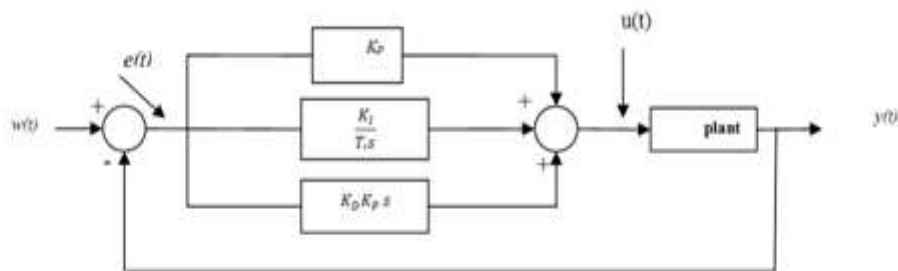 u(t)
K_P
e(t)
+
+
K_I
w(t)
plant
y(t)
T_i s
-
+
K_D K_P s